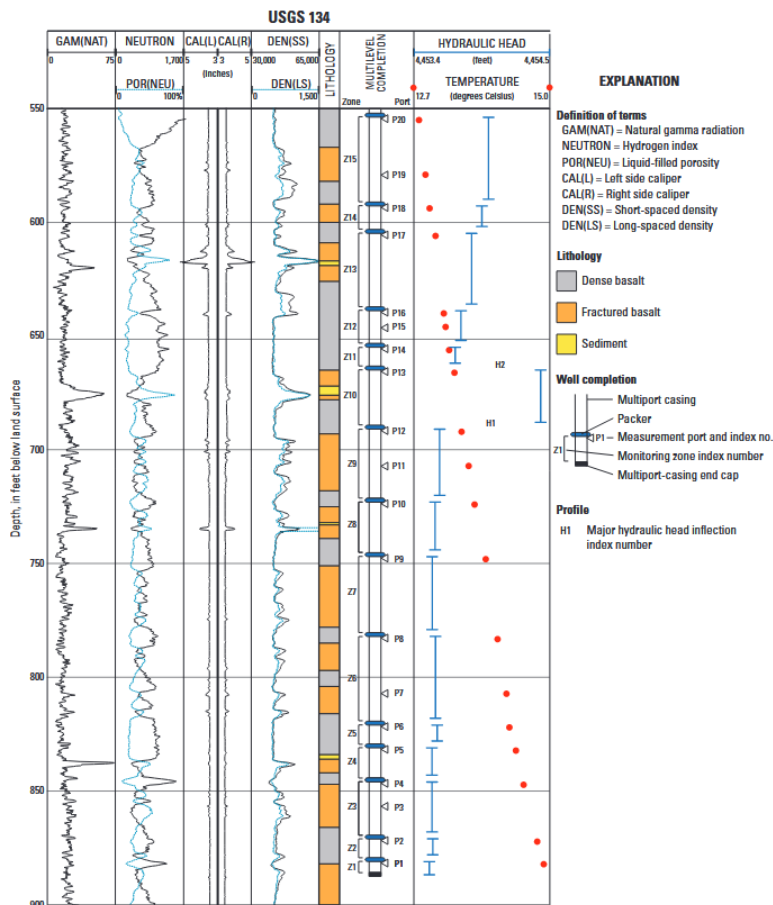 USGS 134
GAM(NAT)
0 75
NEUTRON
0 1,700
POR(NEU)
0 100%
CAL(L) CAL(R)
5 3 3 5
(Inches)
DEN(SS)
30,000 65,000
DEN(LS)
0 1,500
LITHOLOGY
MULTILEVEL
COMPLETION
Zone Port
HYDRAULIC HEAD
4,453.4 (feet) 4,454.5
TEMPERATURE
12.7 (degrees Celsius) 15.0
Depth, in feet below land surface
550
600
650
700
750
800
850
900
Z15
Z14
Z13
Z12
Z11
Z10
Z9
Z8
Z7
Z6
Z5
Z4
Z3
Z2
Z1
P20
P19
P18
P17
P16
P15
P14
P13
P12
P11
P10
P9
P8
P7
P6
P5
P4
P3
P2
P1
H2
H1
EXPLANATION
Definition of terms
GAM(NAT) = Natural gamma radiation
NEUTRON = Hydrogen index
POR(NEU) = Liquid-filled porosity
CAL(L) = Left side caliper
CAL(R) = Right side caliper
DEN(SS) = Short-spaced density
DEN(LS) = Long-spaced density
Lithology
Dense basalt
Fractured basalt
Sediment
Well completion
Multiport casing
Packer
P1 Measurement port and index no.
Z1 Monitoring zone index number
Multiport-casing end cap
Profile
H1 Major hydraulic head inflection
index number